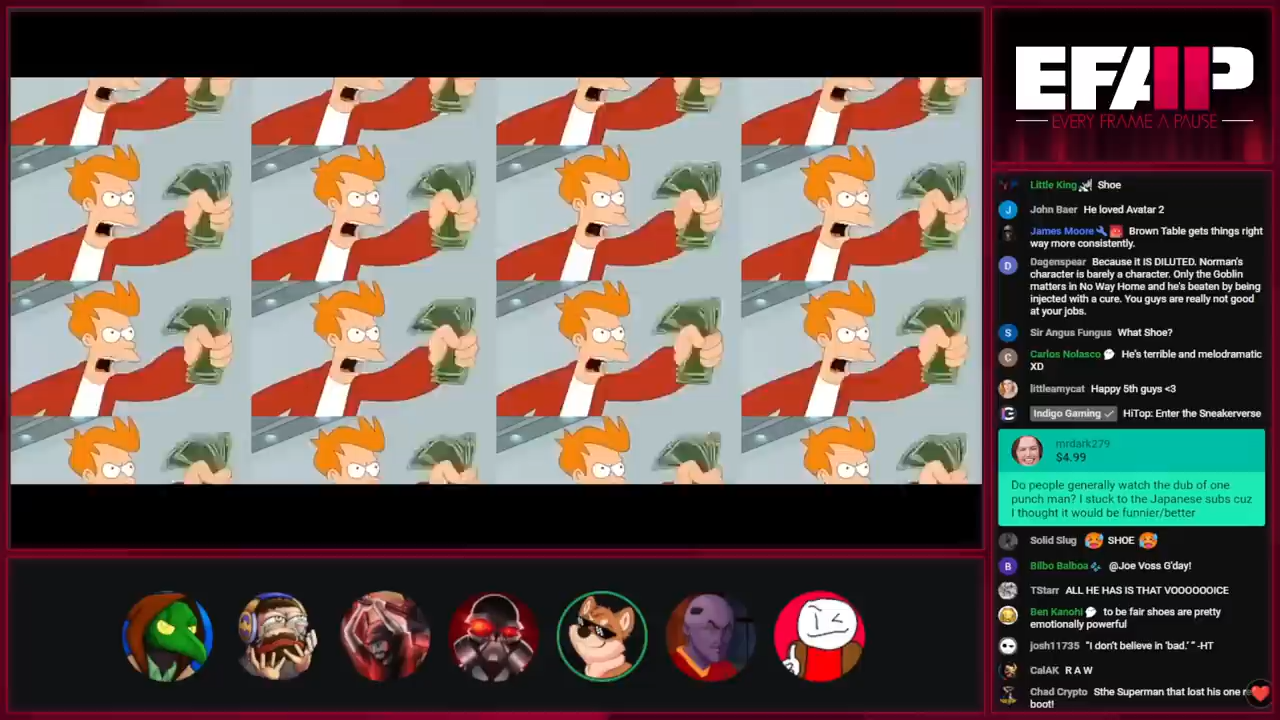 EFAP
EVERY FRAME A PAUSE
Little King Shoe
J John Baer He loved Avatar 2
James Moore Brown Table gets things right
way more consistently.
D Dagenspear Because it IS DILUTED. Norman's
character is barely a character. Only the Goblin
matters in No Way Home and he's beaten by being
injected with a cure. You guys are really not good
at your jobs.
S Sir Angus Fungus What Shoe?
C Carlos Nolasco He's terrible and melodramatic
XD
littleamycat Happy 5th guys <3
Indigo Gaming ✓ HiTop: Enter the Sneakerverse
mrdark279
$4.99
Do people generally watch the dub of one
punch man? I stuck to the Japanese subs cuz
I thought it would be funnier/better
Solid Slug 🥵 SHOE 🥵
B Bilbo Balboa @Joe Voss G'day!
TStarr ALL HE HAS IS THAT VOOOOOOICE
Ben Kanohi to be fair shoes are pretty
emotionally powerful
josh11735 “I don't believe in 'bad.' ” -HT
CalAK R A W
Chad Crypto Sthe Superman that lost his one
boot!